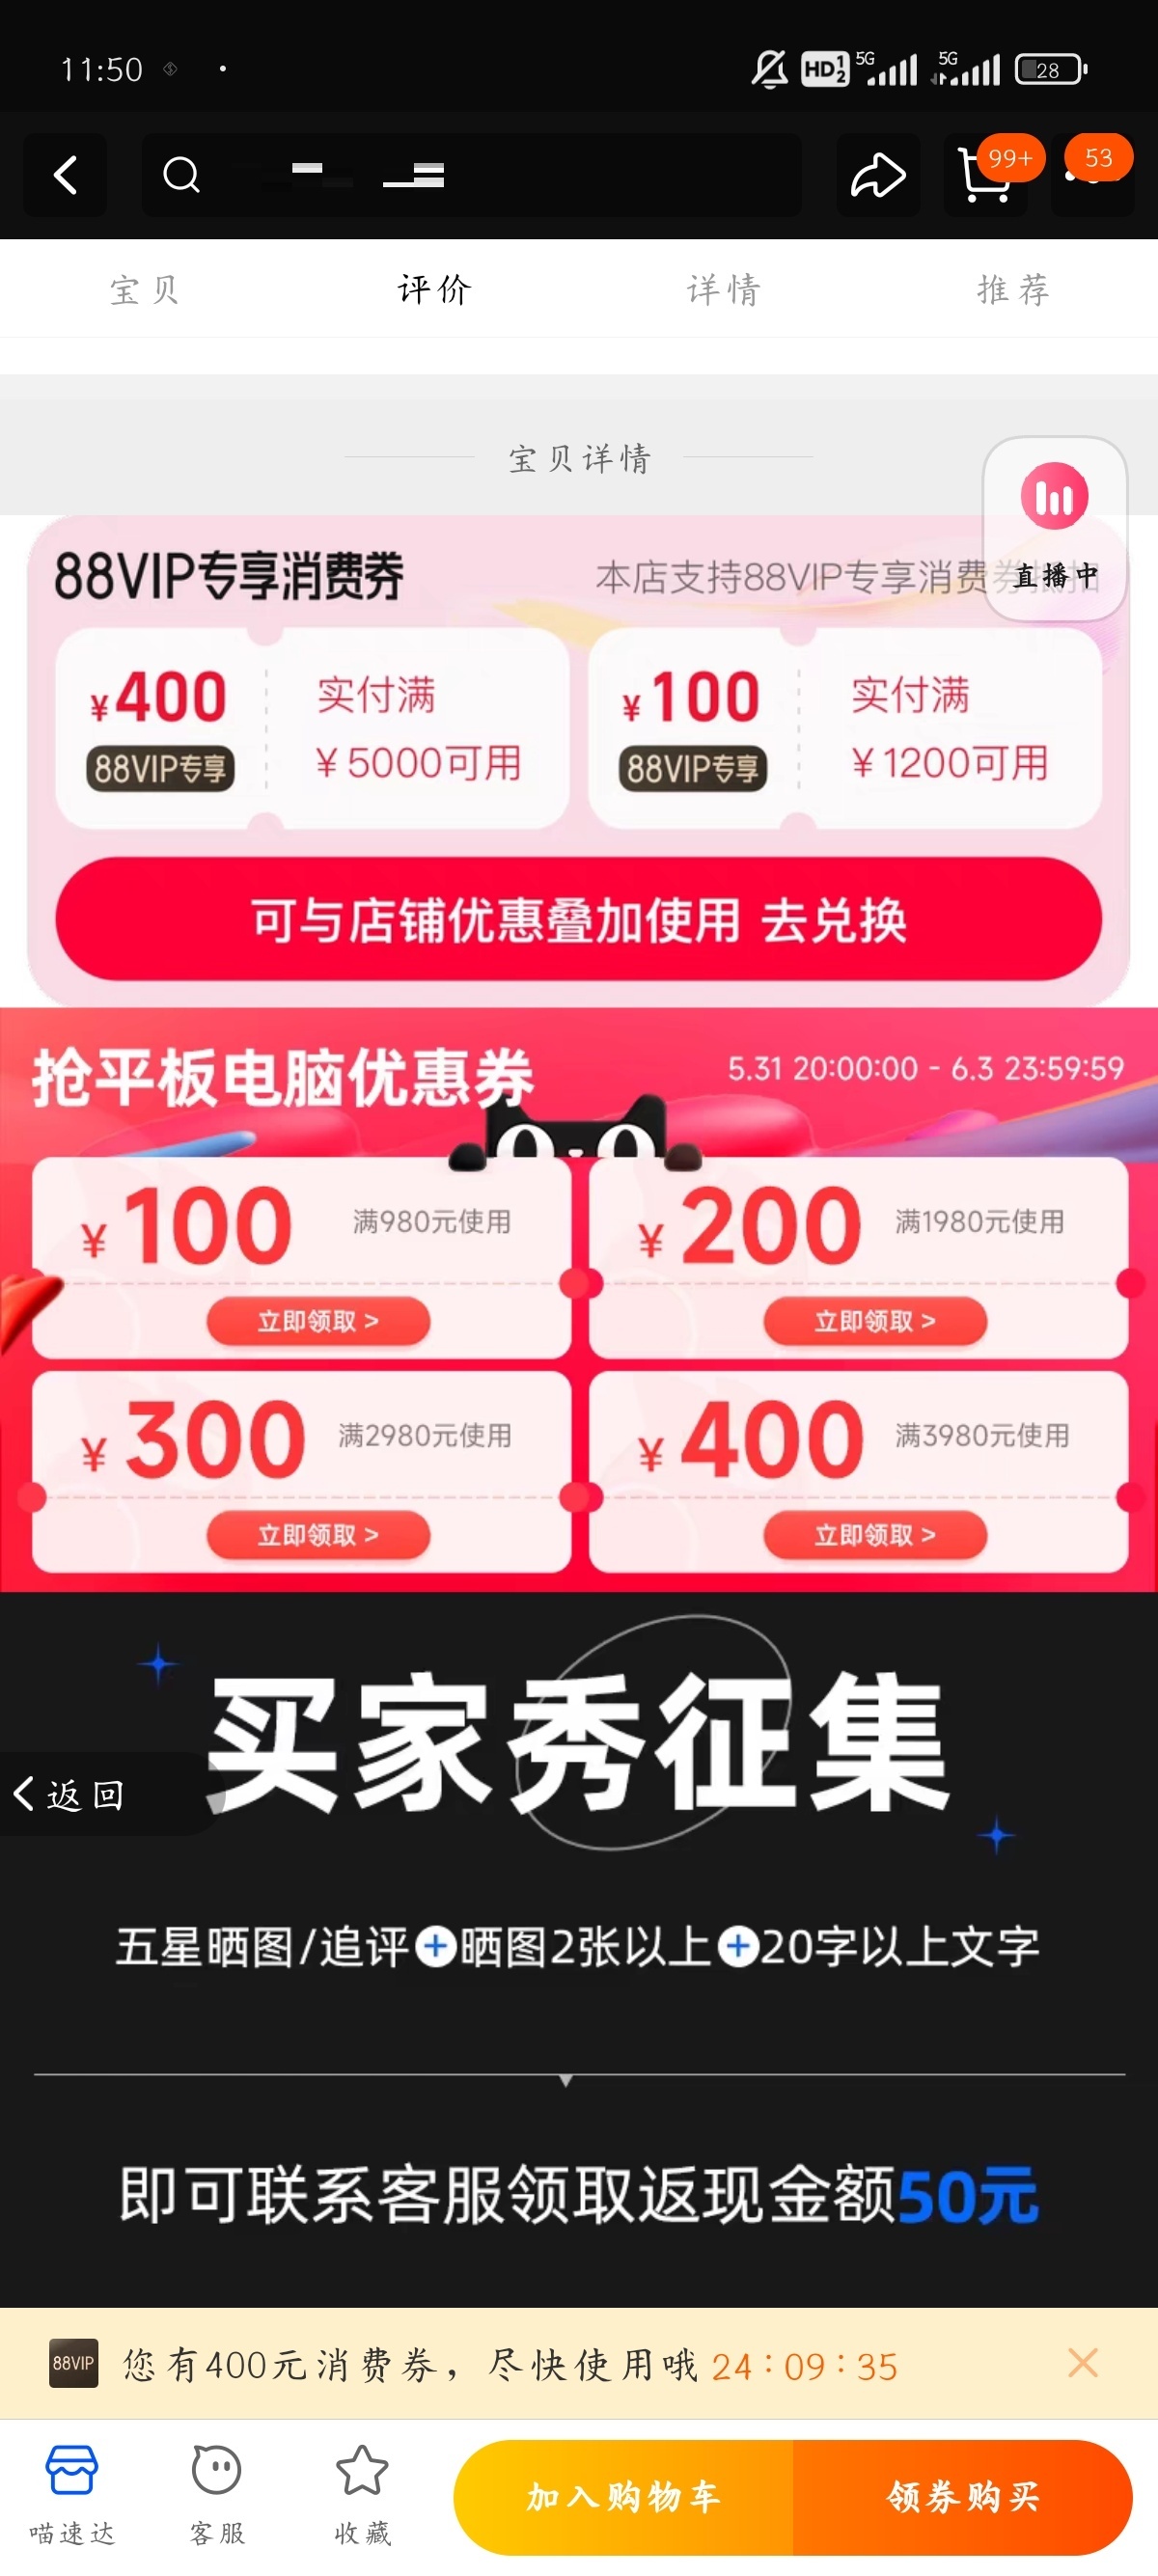 11:50
HD 1 2 5G 5G 28
99+ 53
宝贝 评价 详情 推荐
宝贝详情
88VIP专享消费券 本店支持88VIP专享消费券抵扣
直播中
¥400 实付满 ¥100 实付满
88VIP专享 ¥5000可用 88VIP专享 ¥1200可用
可与店铺优惠叠加使用 去兑换
抢平板电脑优惠券 5.31 20:00:00 - 6.3 23:59:59
¥100 满980元使用 ¥200 满1980元使用
立即领取 > 立即领取 >
¥300 满2980元使用 ¥400 满3980元使用
立即领取 > 立即领取 >
买家秀征集
返回
五星晒图/追评+晒图2张以上+20字以上文字
即可联系客服领取返现金额50元
88VIP 您有400元消费券，尽快使用哦 24:09:35
喵速达 客服 收藏 加入购物车 领券购买